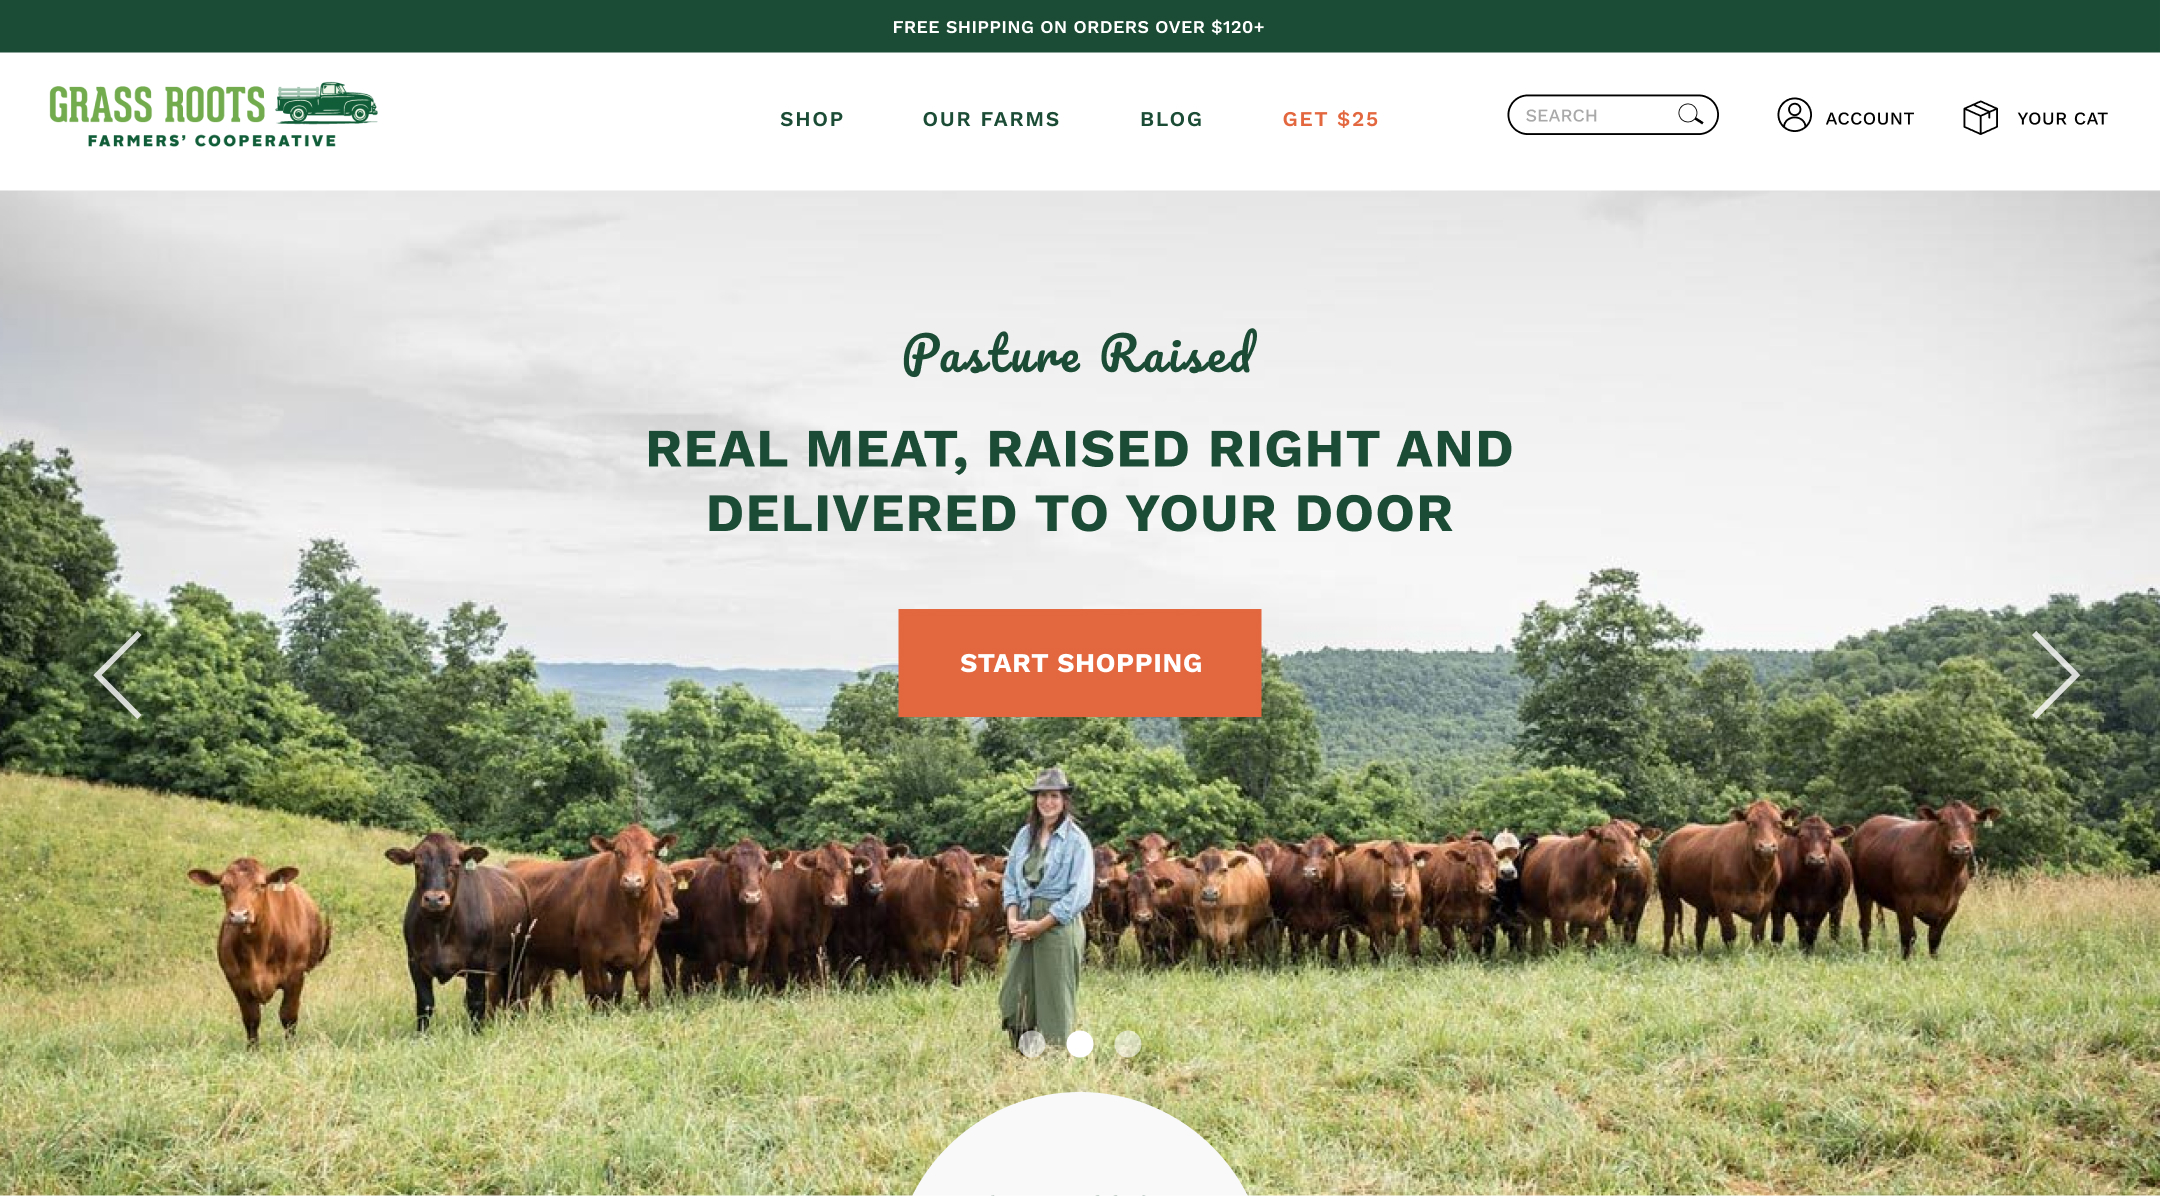 FREE SHIPPING ON ORDERS OVER $120+
GRASS ROOTS
FARMERS' COOPERATIVE
SHOP
OUR FARMS
BLOG
GET $25
SEARCH
ACCOUNT
YOUR CAT
Pasture Raised
REAL MEAT, RAISED RIGHT AND
DELIVERED TO YOUR DOOR
START SHOPPING